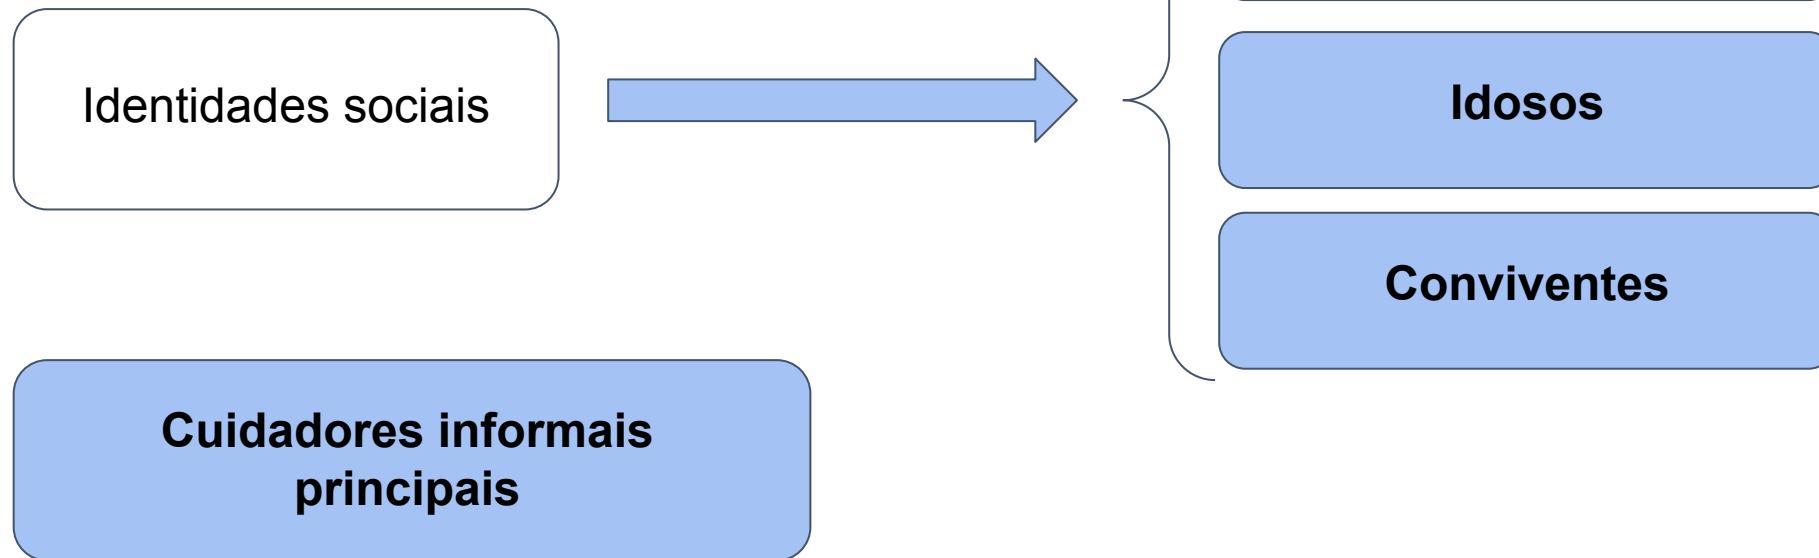 Identidades sociais
Idosos
Conviventes
Cuidadores informais
principais